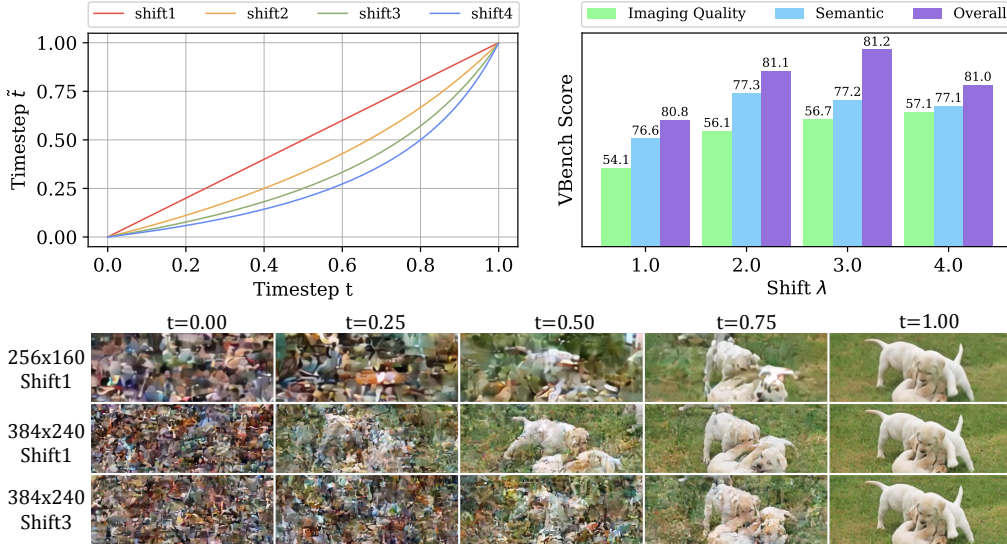 shift1 shift2 shift3 shift4
1.00
0.75
0.50
0.25
0.00
Timestep t̃
0.0 0.2 0.4 0.6 0.8 1.0
Timestep t
Imaging Quality Semantic Overall
VBench Score
54.1 76.6 80.8
56.1 77.3 81.1
56.7 77.2 81.2
57.1 77.1 81.0
1.0 2.0 3.0 4.0
Shift λ
t=0.00 t=0.25 t=0.50 t=0.75 t=1.00
256x160
Shift1
384x240
Shift1
384x240
Shift3